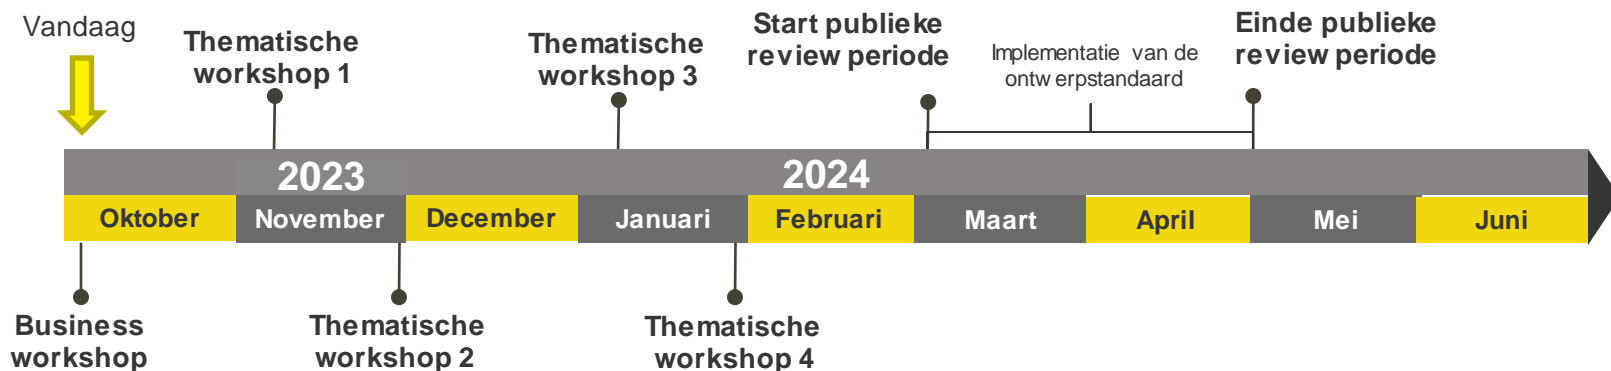 Vandaag
Thematische
workshop 1
Thematische
workshop 3
Start publieke
review periode
Implementatie van de
ontwerpstandaard
Einde publieke
review periode
2023
2024
Oktober
November
December
Januari
Februari
Maart
April
Mei
Juni
Business
workshop
Thematische
workshop 2
Thematische
workshop 4